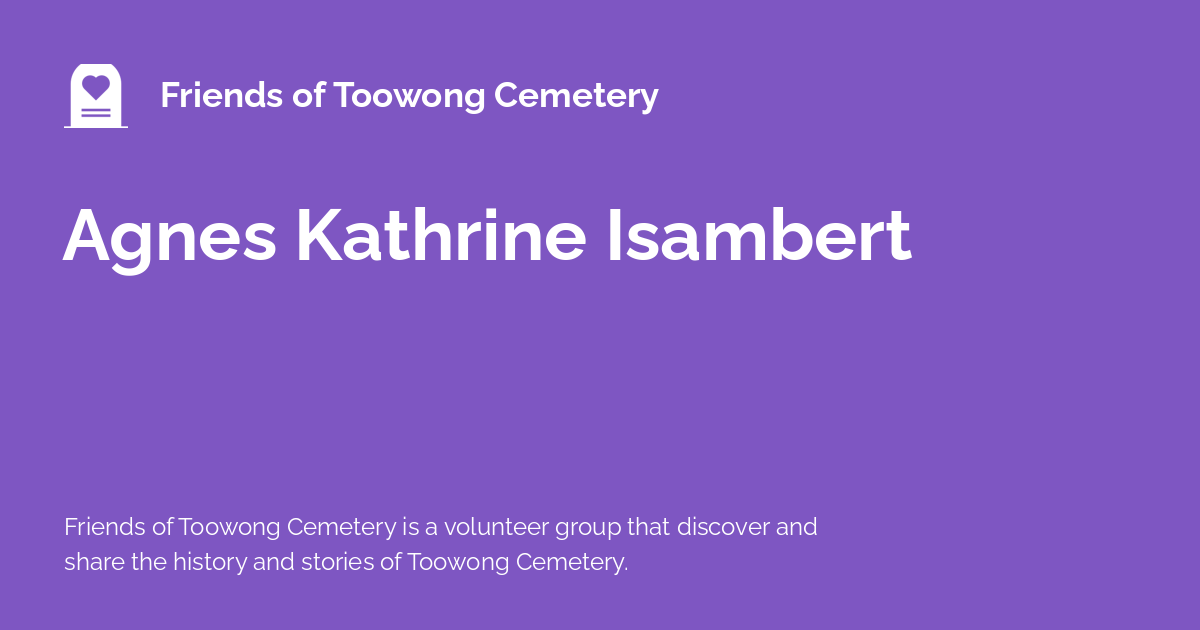 Friends of Toowong Cemetery
Agnes Kathrine Isambert
Friends of Toowong Cemetery is a volunteer group that discover and
share the history and stories of Toowong Cemetery.